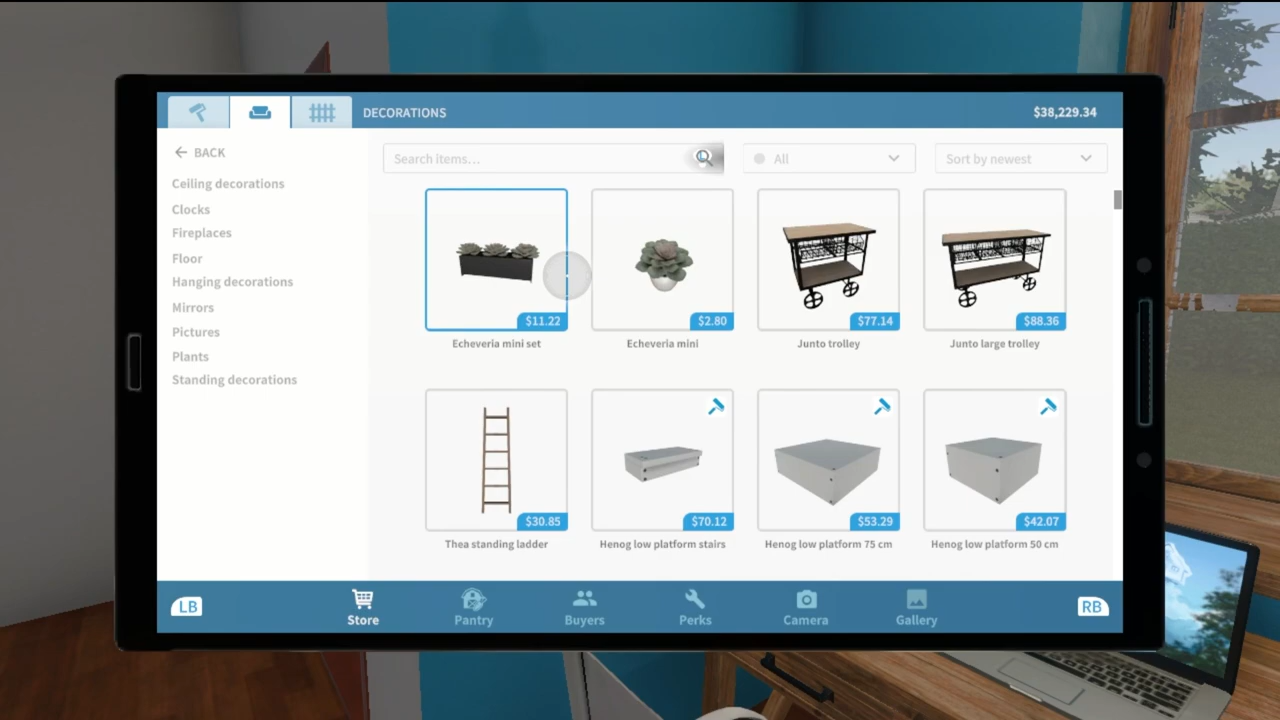 DECORATIONS
$38,229.34
BACK
Search items...
All
Sort by newest
Ceiling decorations
Clocks
Fireplaces
Floor
Hanging decorations
Mirrors
Pictures
Plants
Standing decorations
$11.22
$2.80
$77.14
$88.36
Echeveria mini set
Echeveria mini
Junto trolley
Junto large trolley
$30.85
$70.12
$53.29
$42.07
Thea standing ladder
Henog low platform stairs
Henog low platform 75 cm
Henog low platform 50 cm
LB
Store
Pantry
Buyers
Perks
Camera
Gallery
RB